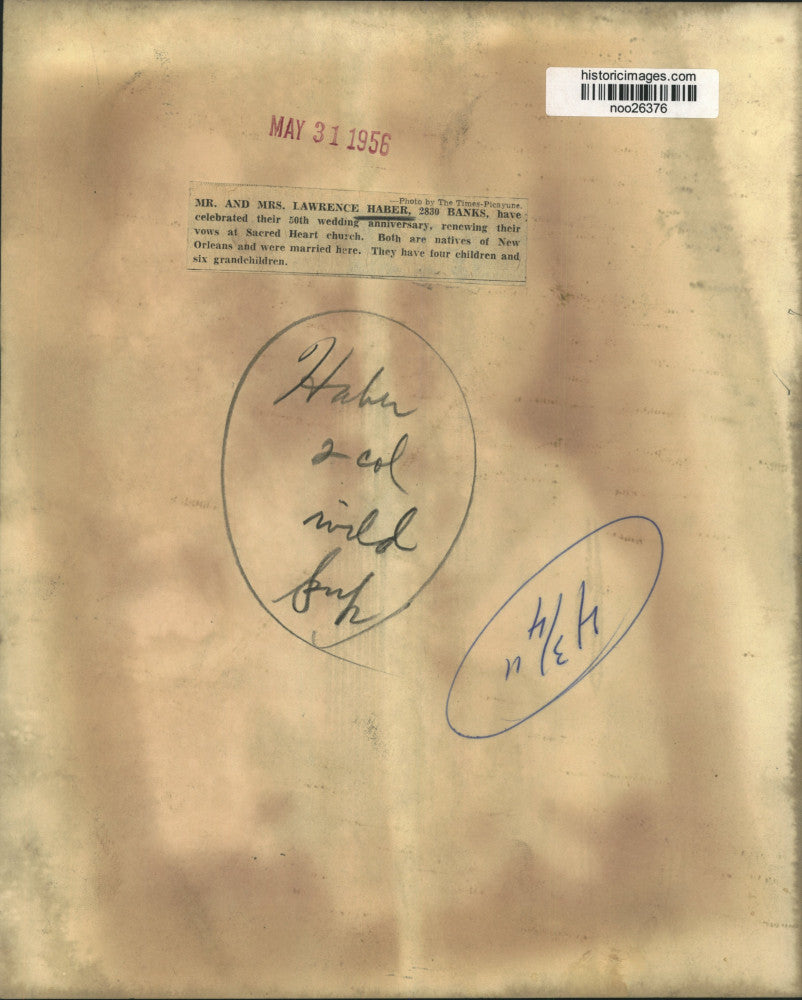 historicimages.com
noo26376
MAY 31 1956
—Photo by The Times-Picayune.
MR. AND MRS. LAWRENCE HABER, 2830 BANKS, have
celebrated their 50th wedding anniversary, renewing their
vows at Sacred Heart church. Both are natives of New
Orleans and were married here. They have four children and
six grandchildren.
Haber
2 col
wild